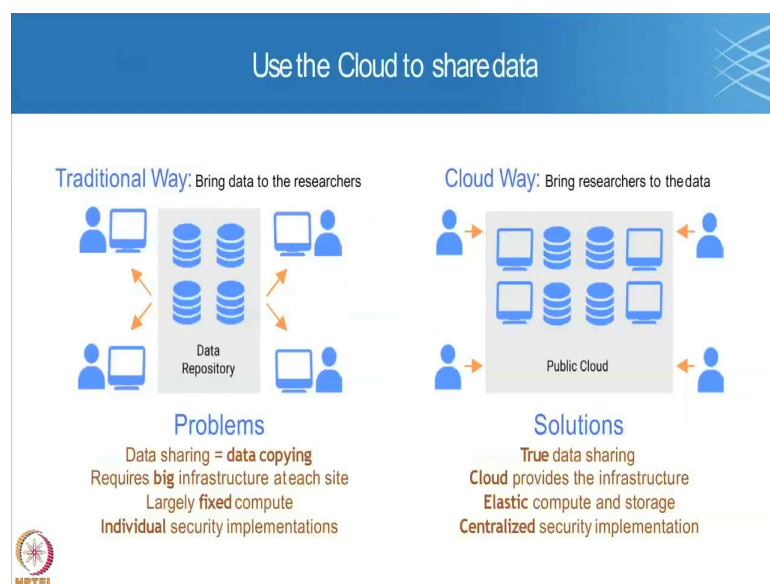 Use the Cloud to share data
Traditional Way: Bring data to the researchers
Data
Repository
Problems
Data sharing = data copying
Requires big infrastructure at each site
Largely fixed compute
Individual security implementations
Cloud Way: Bring researchers to the data
Public Cloud
Solutions
True data sharing
Cloud provides the infrastructure
Elastic compute and storage
Centralized security implementation
NPTEL